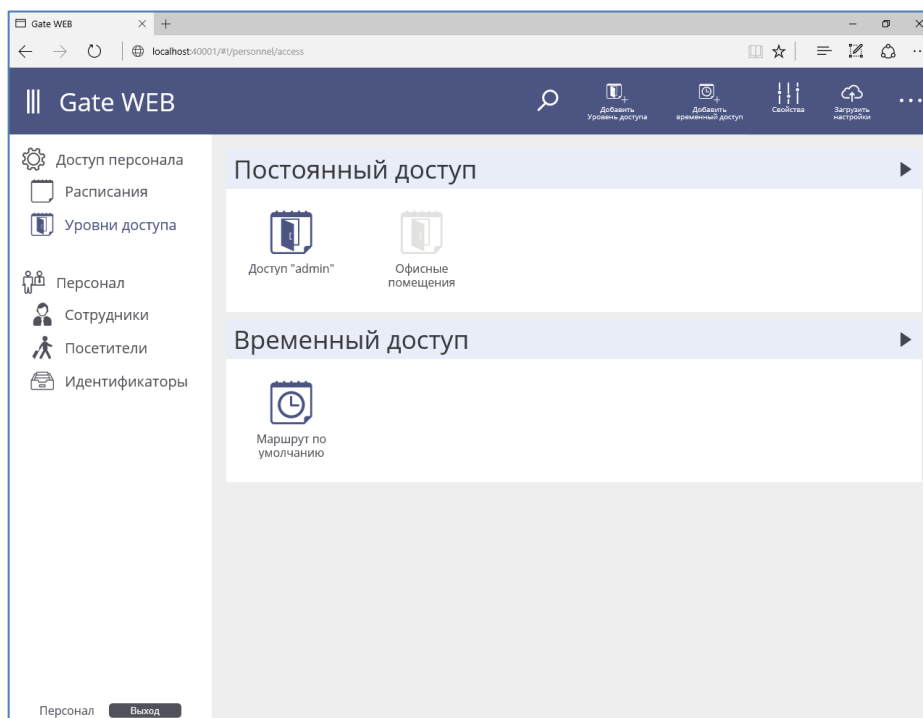 Gate WEB
localhost:40001/#!/personnel/access
Gate WEB
Добавить
Уровень доступа
Добавить
временный доступ
Свойства
Загрузить
настройки
Доступ персонала
Расписания
Уровни доступа
Персонал
Сотрудники
Посетители
Идентификаторы
Постоянный доступ
Доступ "admin"
Офисные
помещения
Временный доступ
Маршрут по
умолчанию
Персонал
Выход